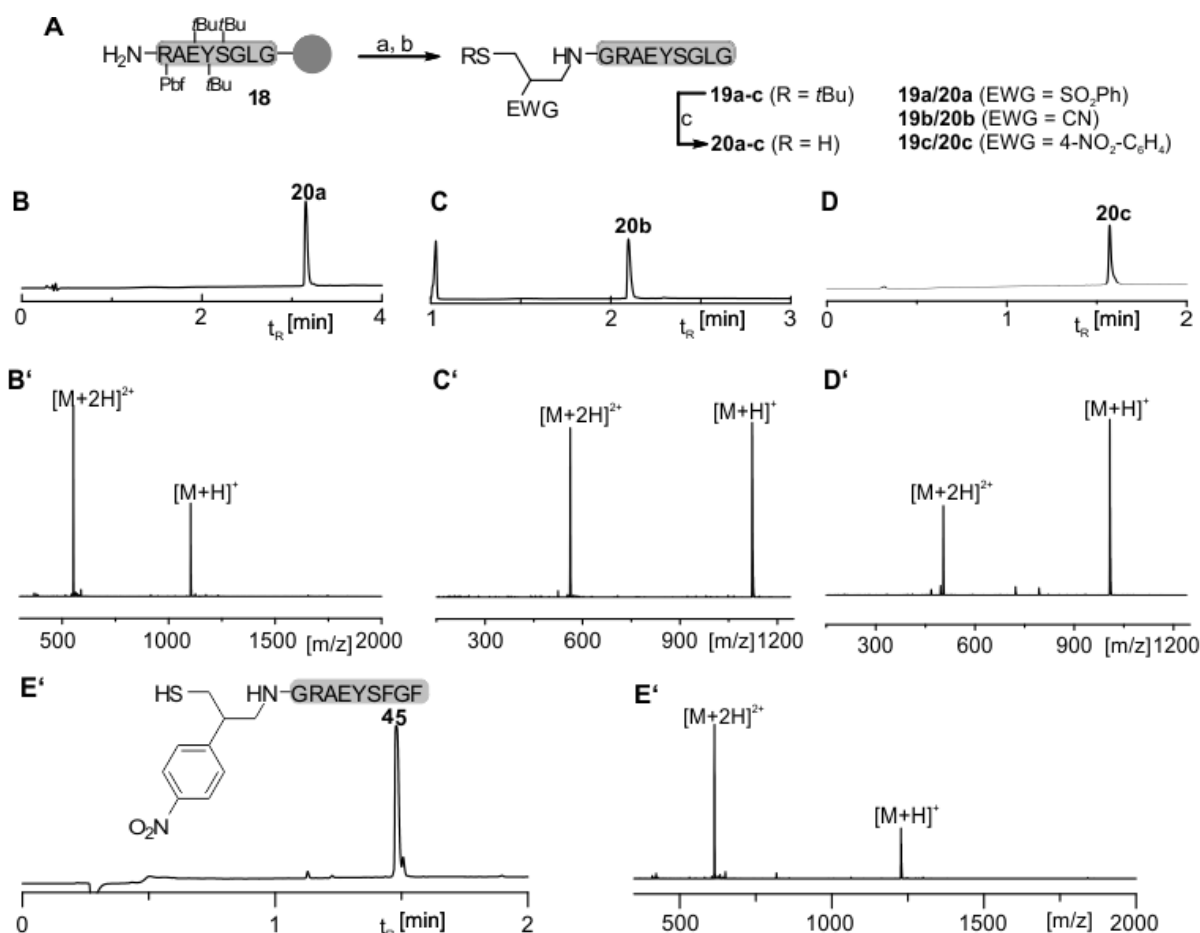 A
tBu tBu
H₂N RAEYSGLG
Pbf tBu
18
a, b
RS HN GRAEYSGLG
EWG
19a-c (R = tBu)
c
20a-c (R = H)
19a/20a (EWG = SO₂Ph)
19b/20b (EWG = CN)
19c/20c (EWG = 4-NO₂-C₆H₄)
B
20a
0 2 4
tR [min]
C
20b
1 2 3
tR [min]
D
20c
0 1 2
tR [min]
B‘
[M+2H]²⁺
[M+H]⁺
500 1000 1500 [m/z] 2000
C‘
[M+2H]²⁺
[M+H]⁺
300 600 900 [m/z] 1200
D‘
[M+2H]²⁺
[M+H]⁺
300 600 900 [m/z] 1200
E‘
HS HN GRAEYSFGF
45
O₂N
0 1 2
tR [min]
E‘
[M+2H]²⁺
[M+H]⁺
500 1000 1500 [m/z] 2000